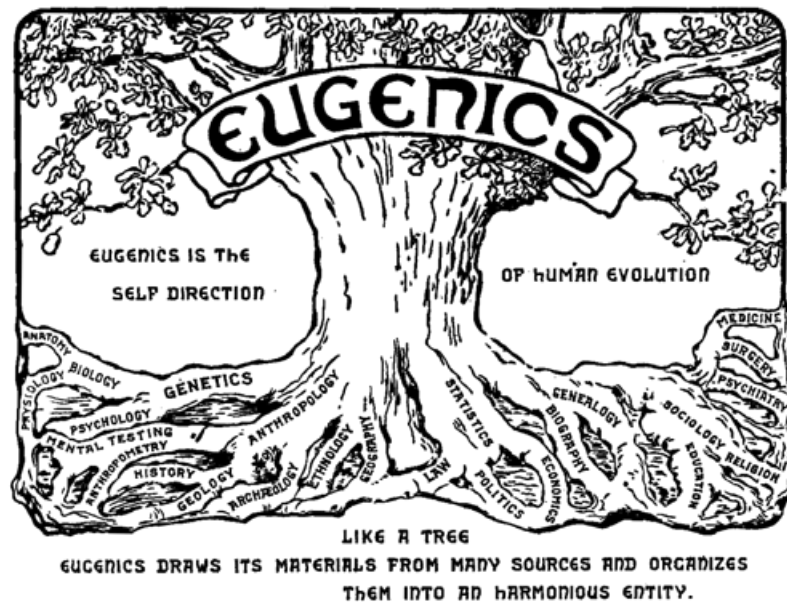 EUGENICS
EUGENICS IS THE
SELF DIRECTION
OF HUMAN EVOLUTION
ANATOMY
BIOLOGY
PHYSIOLOGY
GENETICS
PSYCHOLOGY
MENTAL TESTING
ANTHROPOMETRY
HISTORY
GEOLOGY
ANTHROPOLOGY
ARCHÆOLOGY
ETHNOLOGY
GEOGRAPHY
LAW
STATISTICS
POLITICS
ECONOMICS
BIOGRAPHY
GENEALOGY
EDUCATION
SOCIOLOGY
RELIGION
PSYCHIATRY
SURGERY
MEDICINE
LIKE A TREE
EUGENICS DRAWS ITS MATERIALS FROM MANY SOURCES AND ORGANIZES
THEM INTO AN HARMONIOUS ENTITY.